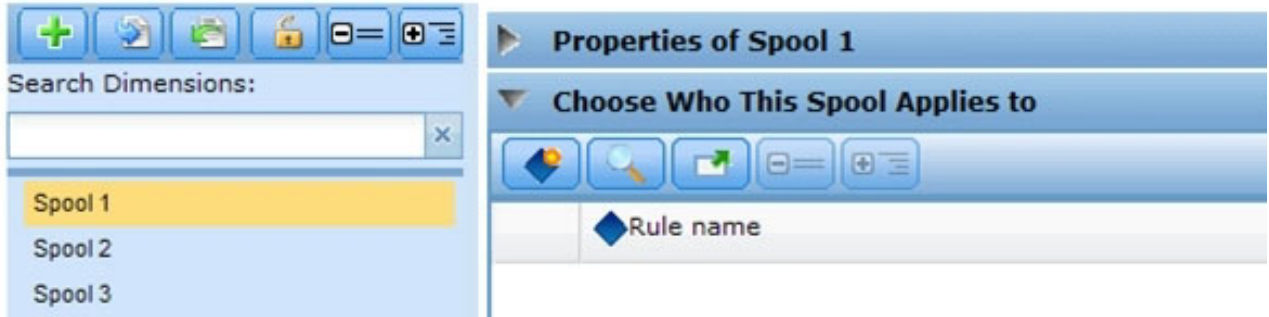 Search Dimensions:
Spool 1
Spool 2
Spool 3
Properties of Spool 1
Choose Who This Spool Applies to
Rule name